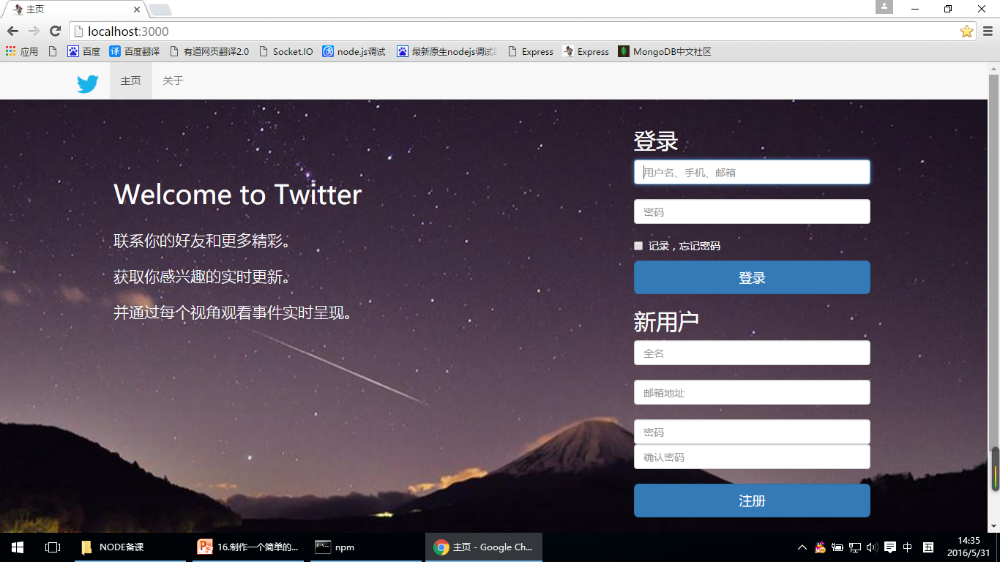 主页
localhost:3000
应用
百度
百度翻译
有道网页翻译2.0
Socket.IO
node.js调试
最新原生nodejs调试
Express
Express
MongoDB中文社区
主页
关于
登录
用户名、手机、邮箱
Welcome to Twitter
密码
联系你的好友和更多精彩。
记录，忘记密码
获取你感兴趣的实时更新。
登录
并通过每个视角观看事件实时呈现。
新用户
全名
邮箱地址
密码
确认密码
注册
NODE备课
16.制作一个简单的...
npm
主页 - Google Ch...
中
五
14:35
2016/5/31